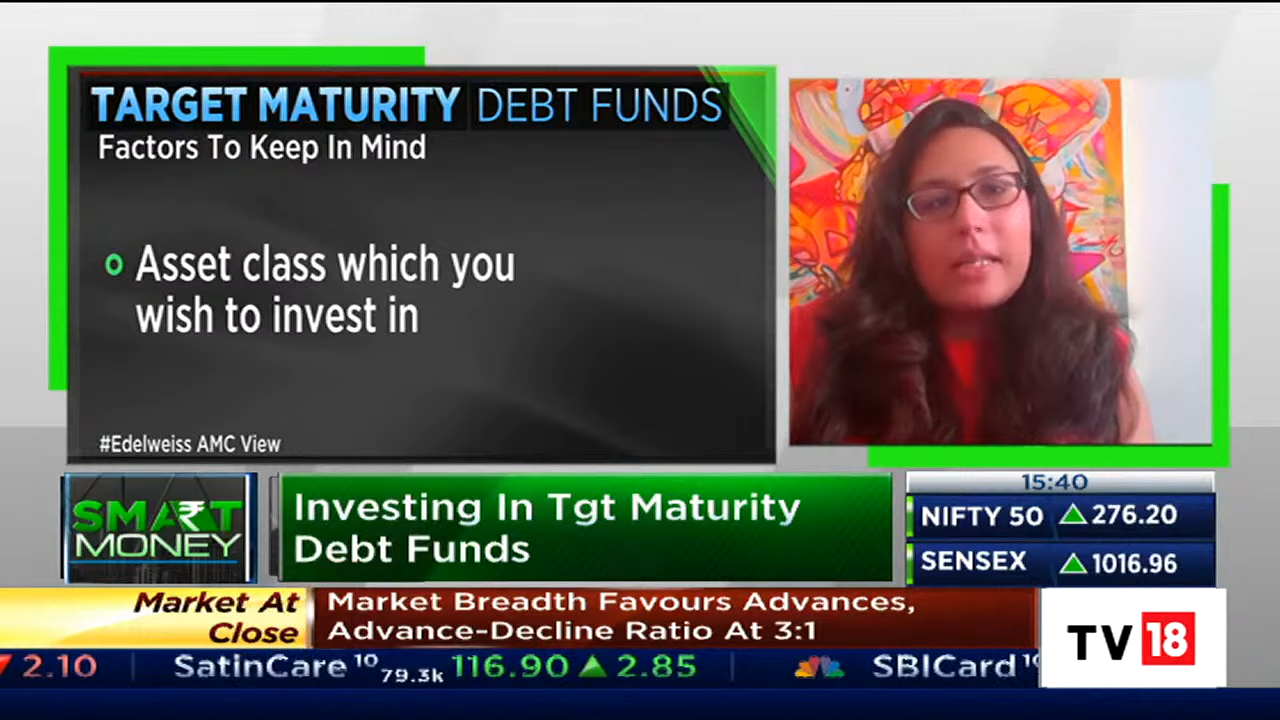 TARGET MATURITY DEBT FUNDS
Factors To Keep In Mind
Asset class which you
wish to invest in
#Edelweiss AMC View
SMA₹T
MONEY
Investing In Tgt Maturity
Debt Funds
15:40
NIFTY 50 ▲ 276.20
SENSEX ▲ 1016.96
Market At
Close
Market Breadth Favours Advances,
Advance-Decline Ratio At 3:1
TV18
▼ 2.10 SatinCare 10 79.3k 116.90 ▲ 2.85 SBICard